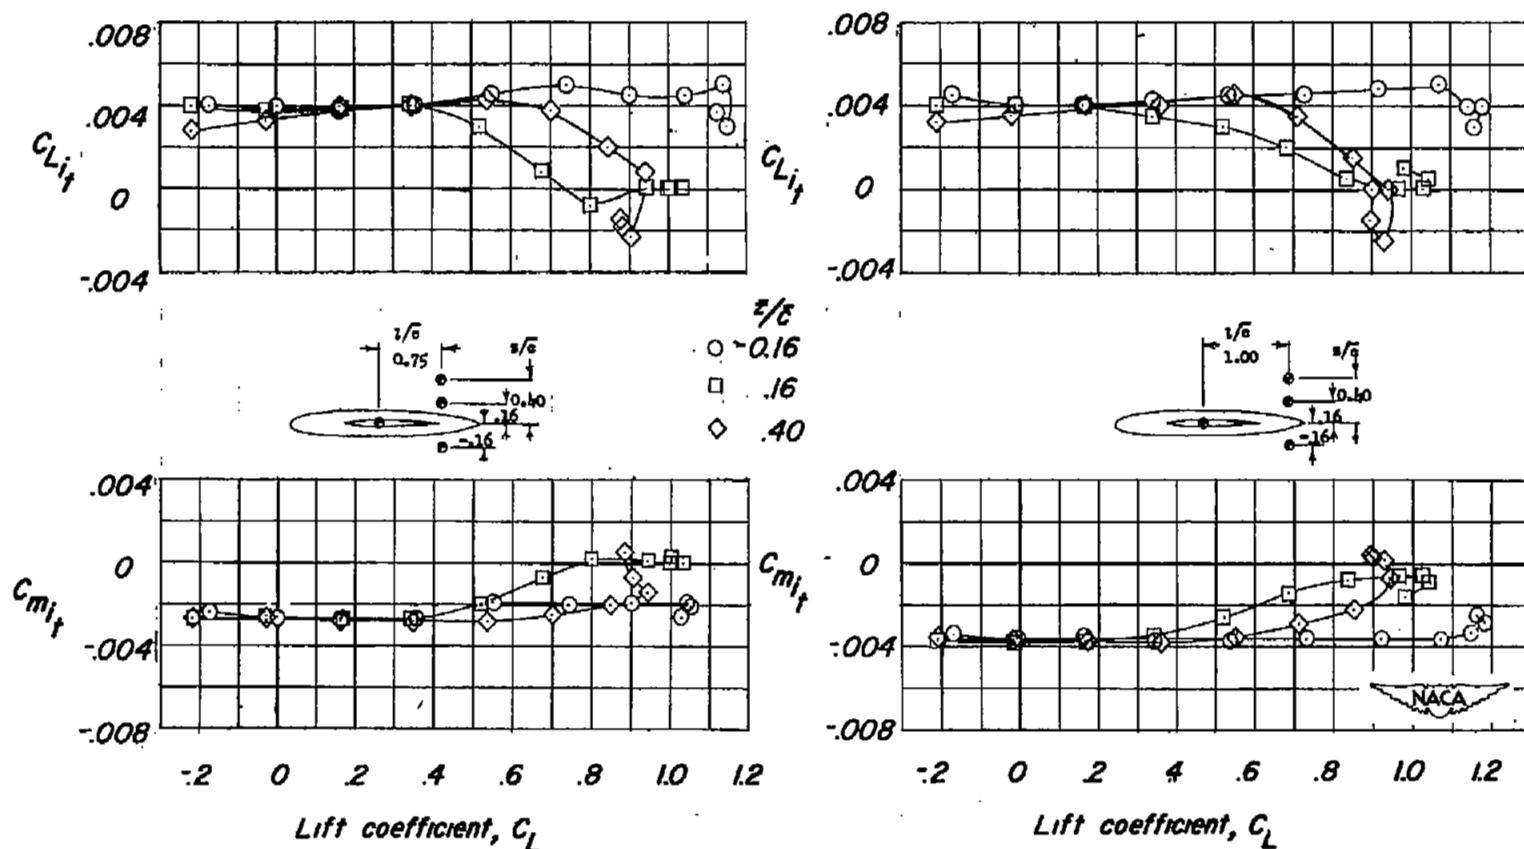 .008
.004
C_{L_{i_t}}
0
-.004
.008
.004
C_{L_{i_t}}
0
-.004
l/c̄
0.75
z/c̄
0.40
.16
-.16
z/c̄
-0.16
.16
.40
l/c̄
1.00
z/c̄
0.40
.16
-.16
.004
0
C_{m_{i_t}}
-.004
-.008
.004
0
C_{m_{i_t}}
-.004
-.008
NACA
-.2 0 .2 .4 .6 .8 1.0 1.2
Lift coefficient, C_L
-.2 0 .2 .4 .6 .8 1.0 1.2
Lift coefficient, C_L